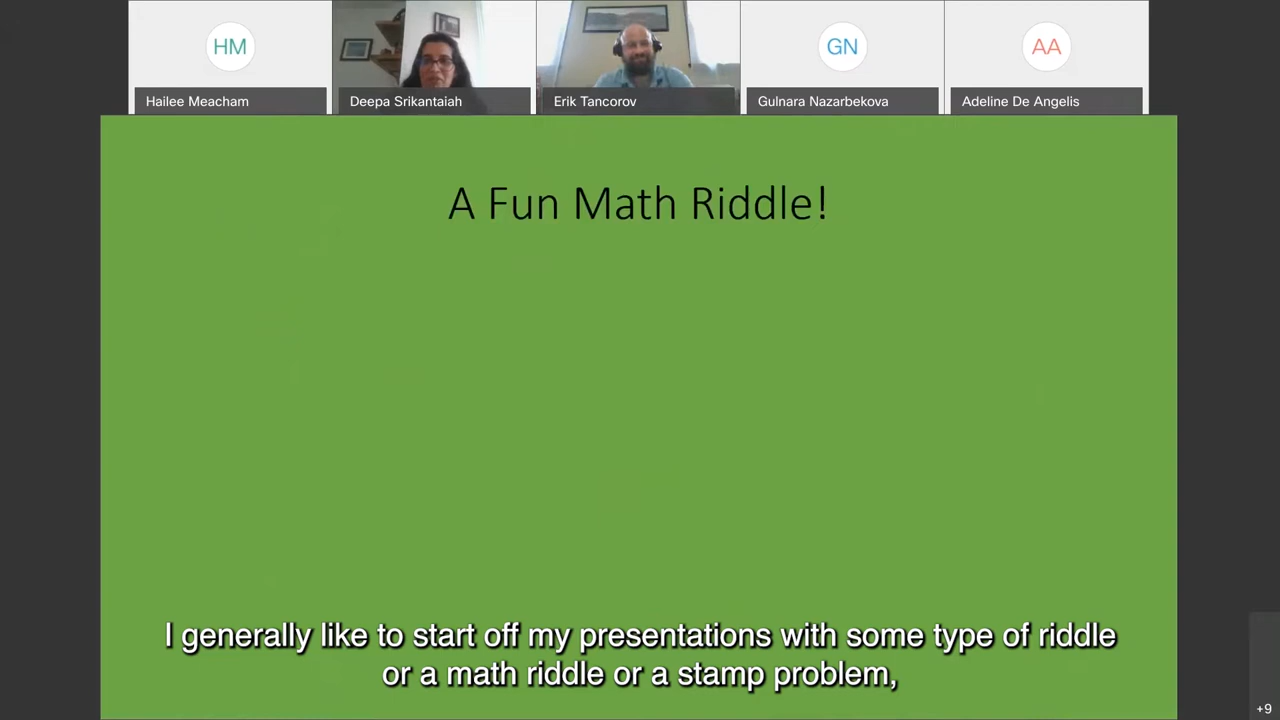 HM
GN
AA
Hailee Meacham
Deepa Srikantaiah
Erik Tancorov
Gulnara Nazarbekova
Adeline De Angelis
A Fun Math Riddle!
I generally like to start off my presentations with some type of riddle
or a math riddle or a stamp problem,
+9